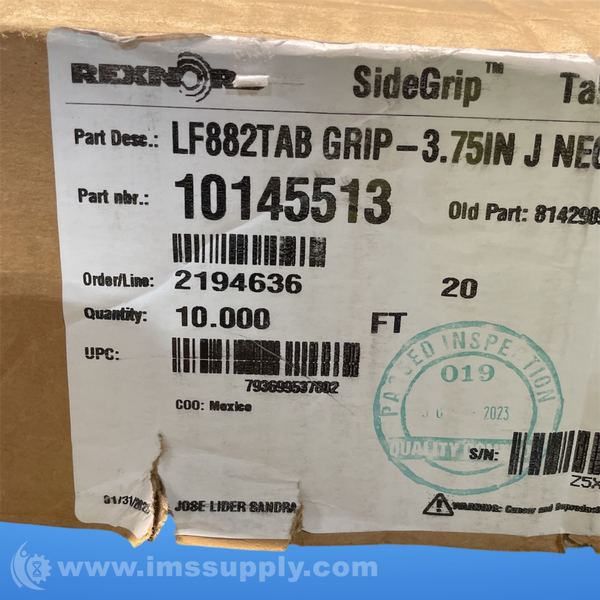 REXNOR SideGrip™
Part Desc.: LF882TAB GRIP-3.75IN J
Part nbr.: 10145513 Old Part:
Order/Line: 2194636 20
Quantity: 10.000 FT
UPC:
793699537802
COO: Mexico
PASSED INSPECTION
019
2023
QUALITY
S/N:
JOSE LIDER SANDRA
WARNING: Cancer and
www.imssupply.com®